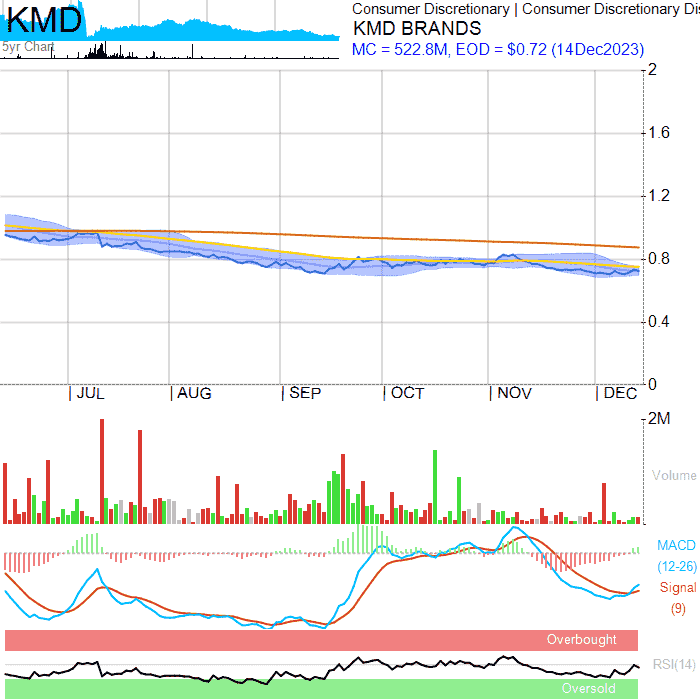 KMD
5yr Chart
Consumer Discretionary | Consumer Discretionary Dis
KMD BRANDS
MC = 522.8M, EOD = $0.72 (14Dec2023)
2
1.6
1.2
0.8
0.4
0
| JUL | AUG | SEP | OCT | NOV | DEC
2M
Volume
MACD
(12-26)
Signal
(9)
Overbought
RSI(14)
Oversold